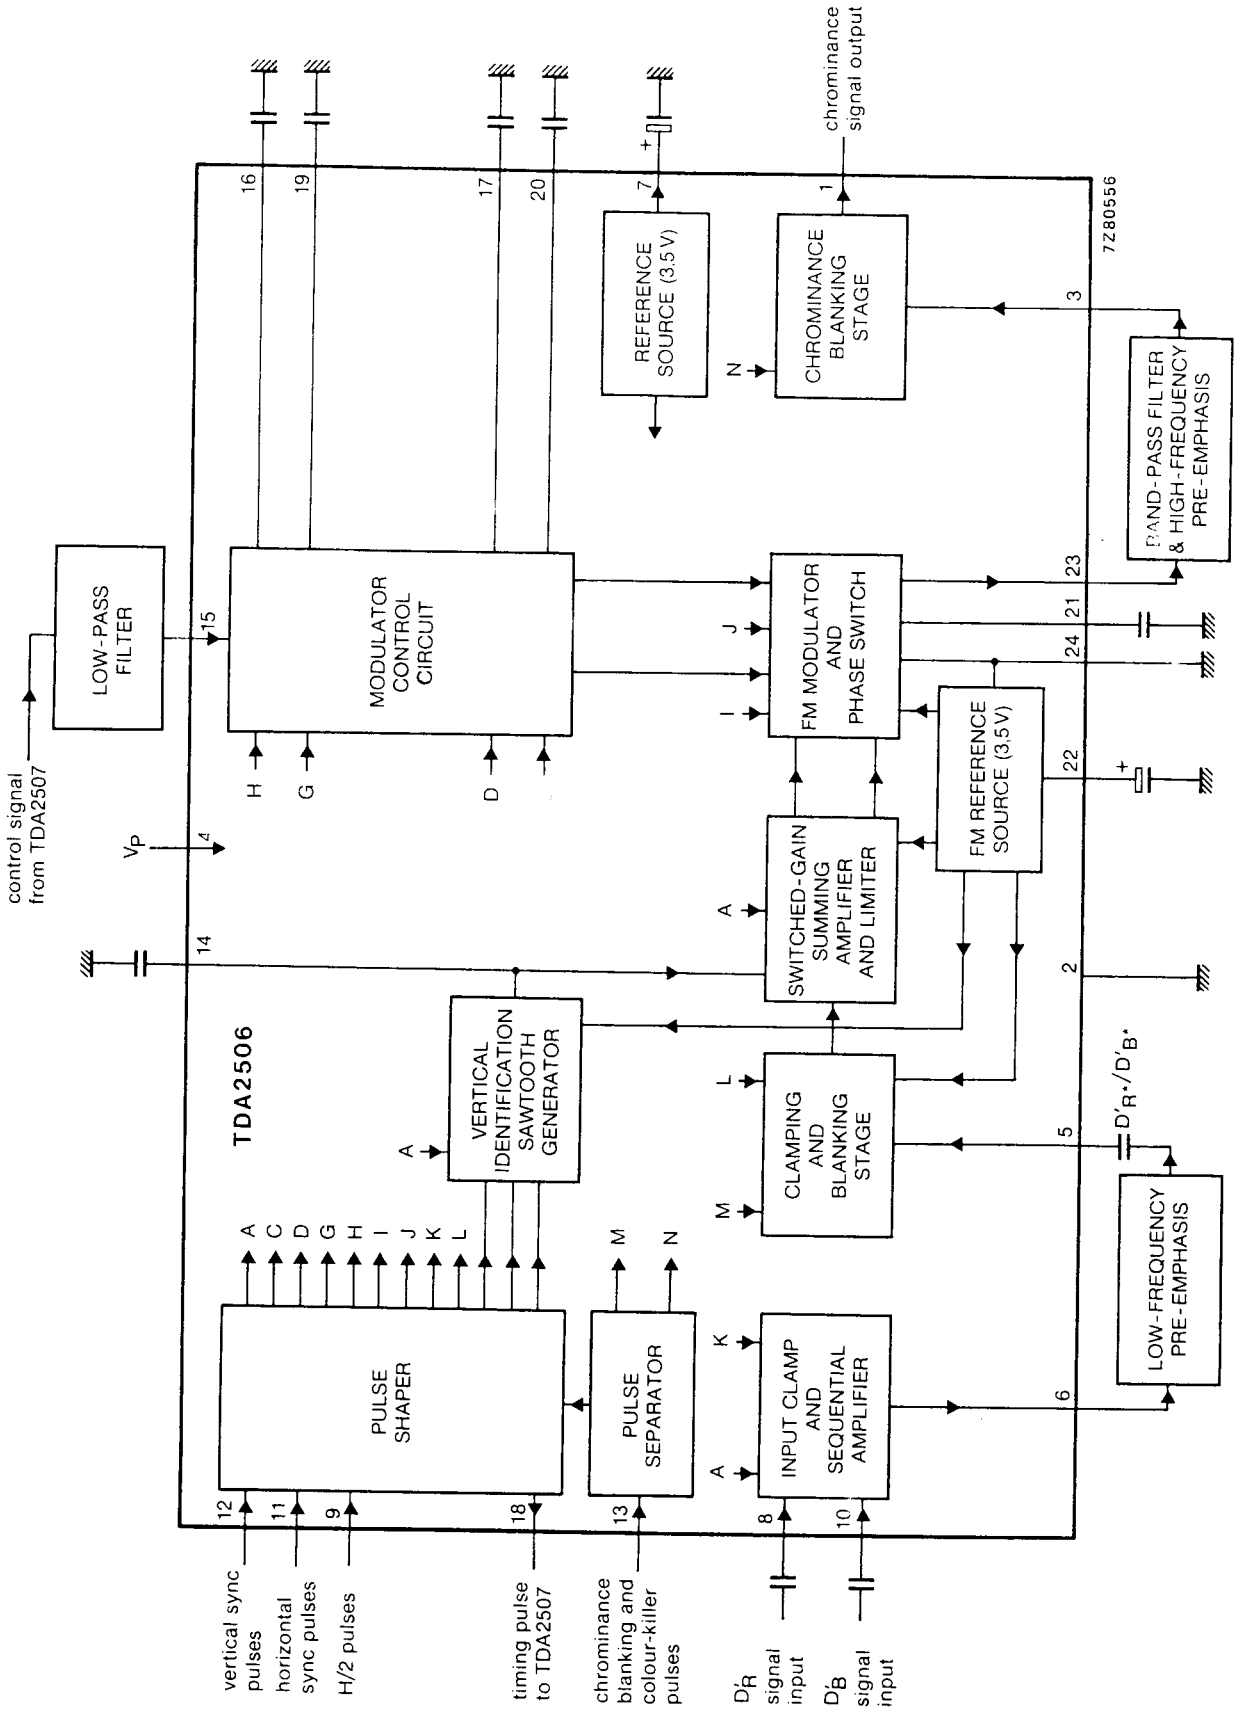 control signal
from TDA2507
LOW-PASS
FILTER
VP
4
15
14
TDA2506
16
19
17
20
MODULATOR
CONTROL
CIRCUIT
H
G
D
REFERENCE
SOURCE (3,5 V)
7
+
CHROMINANCE
BLANKING
STAGE
N
1
chrominance
signal output
3
BAND-PASS FILTER
& HIGH-FREQUENCY
PRE-EMPHASIS
7Z80556
FM MODULATOR
AND
PHASE SWITCH
I
J
23
21
24
FM REFERENCE
SOURCE (3,5V)
22
+
SWITCHED-GAIN
SUMMING
AMPLIFIER
AND LIMITER
A
2
VERTICAL
IDENTIFICATION
SAWTOOTH
GENERATOR
A
CLAMPING
AND
BLANKING
STAGE
M
L
5
D'R*/D'B*
LOW-FREQUENCY
PRE-EMPHASIS
6
PULSE
SHAPER
A
C
D
G
H
I
J
K
L
PULSE
SEPARATOR
M
N
INPUT CLAMP
AND
SEQUENTIAL
AMPLIFIER
A
K
12
11
9
18
13
8
10
vertical sync
pulses
horizontal
sync pulses
H/2 pulses
timing pulse
to TDA2507
chrominance
blanking and
colour-killer
pulses
D'R
signal
input
D'B
signal
input